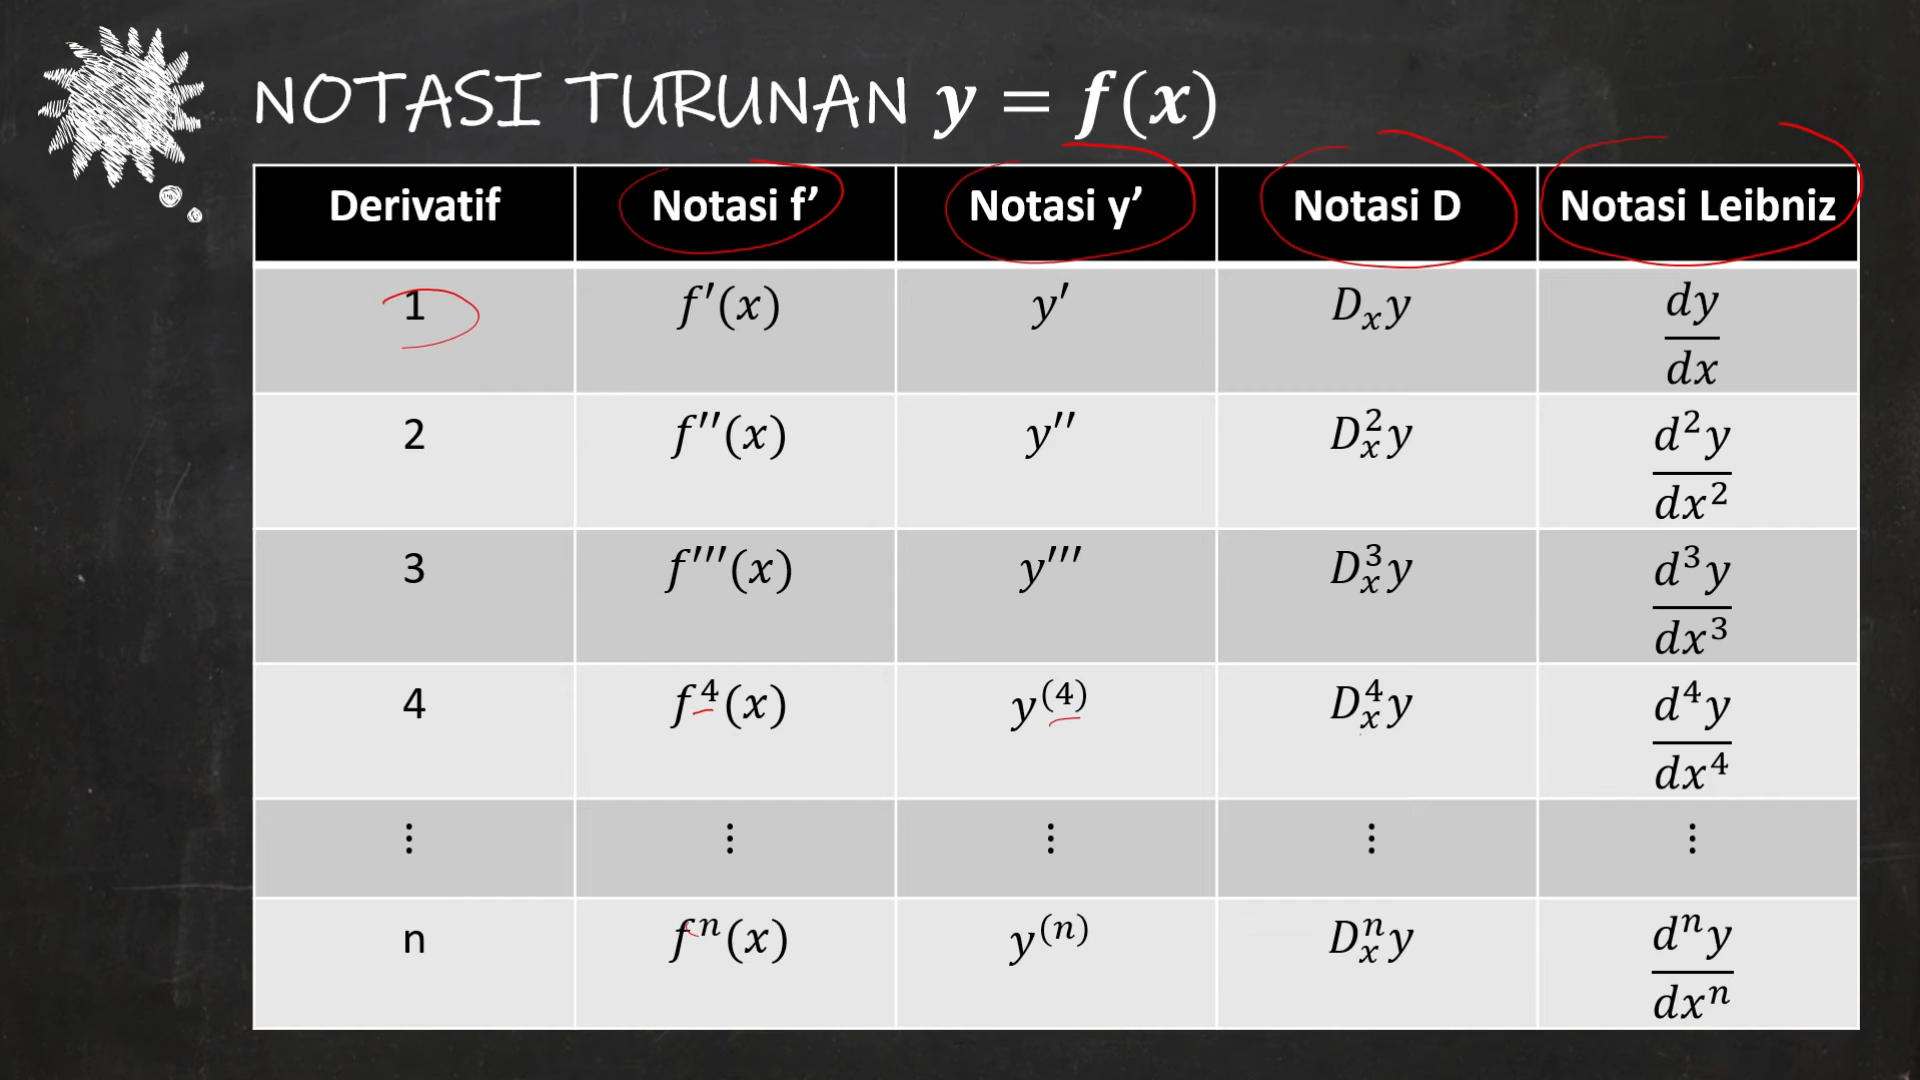 NOTASI TURUNAN y = f(x)
Derivatif Notasi f’ Notasi y’ Notasi D Notasi Leibniz
1 f′(x) y′ Dₓy dy/dx
2 f′′(x) y′′ Dₓ²y d²y/dx²
3 f′′′(x) y′′′ Dₓ³y d³y/dx³
4 f⁴(x) y⁽⁴⁾ Dₓ⁴y d⁴y/dx⁴
⋮ ⋮ ⋮ ⋮ ⋮
n fⁿ(x) y⁽ⁿ⁾ Dₓⁿy dⁿy/dxⁿ